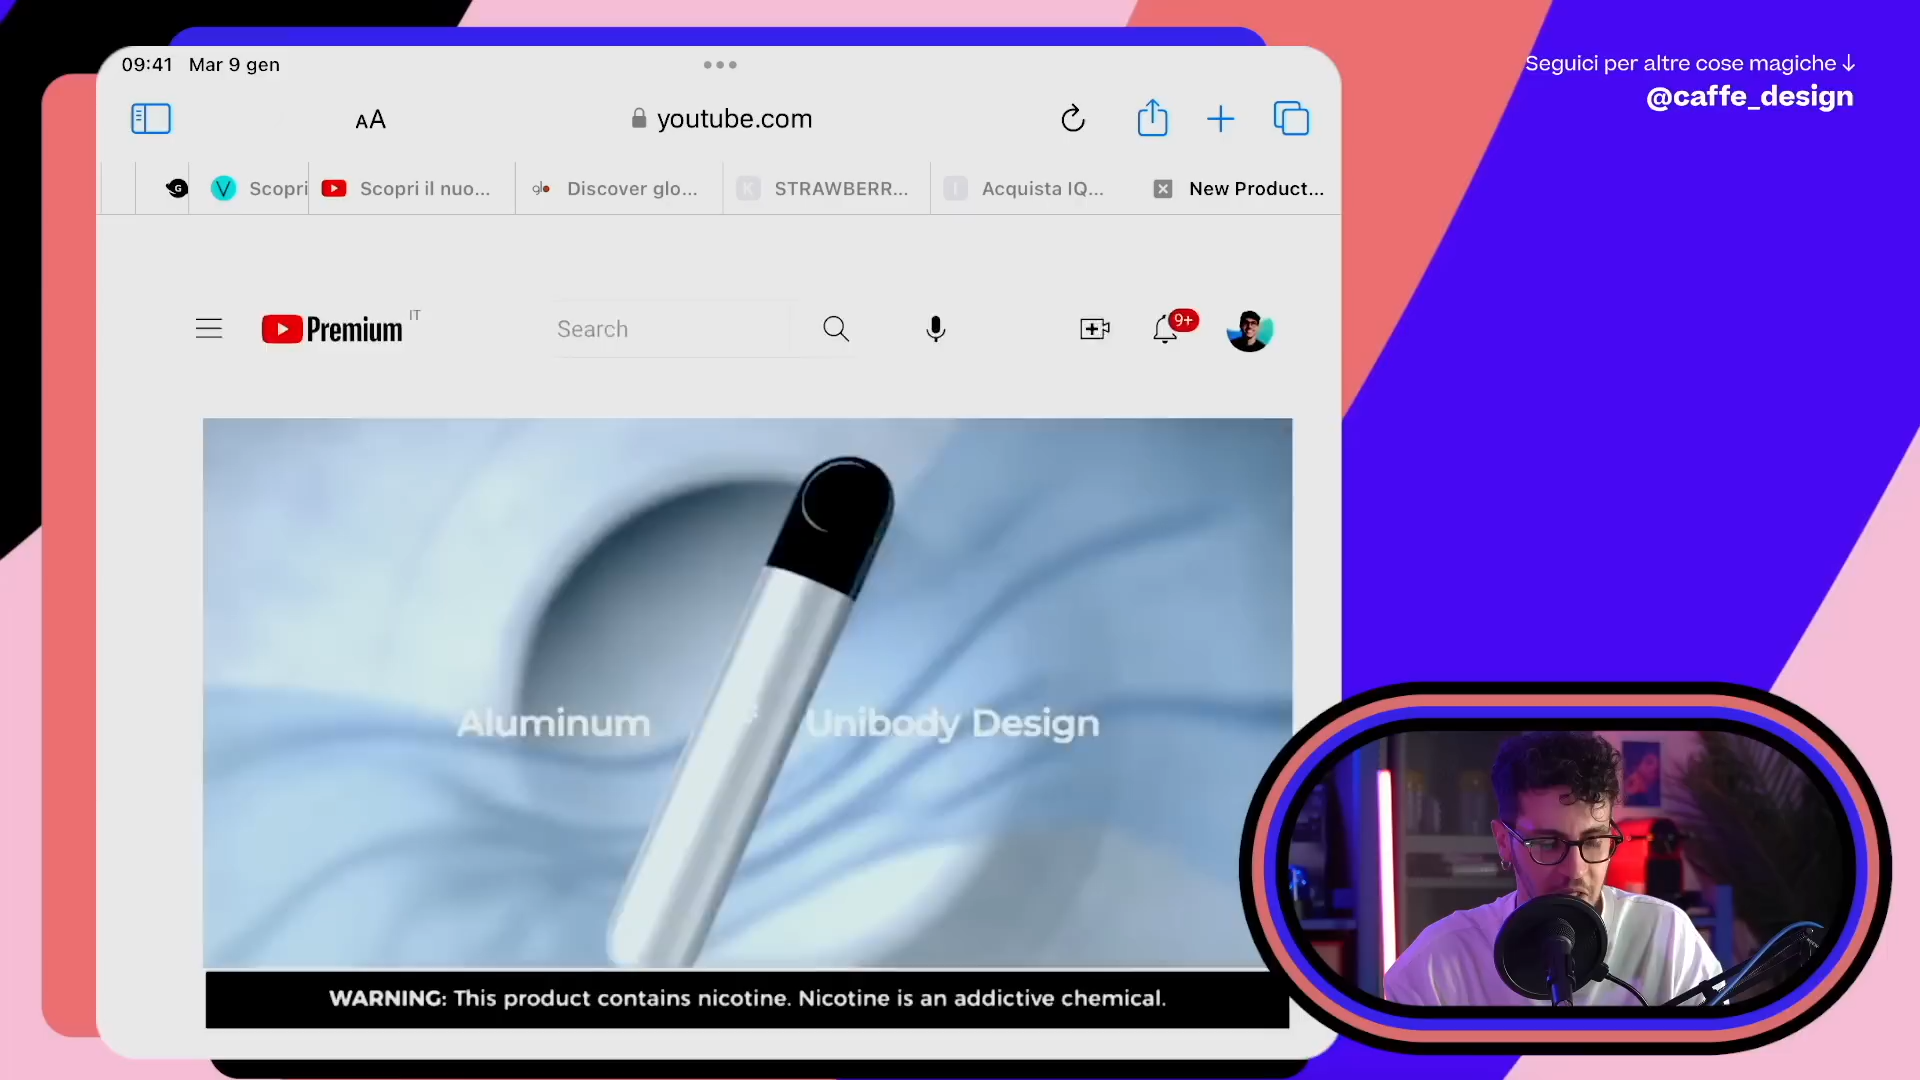 09:41 Mar 9 gen
Seguici per altre cose magiche ↓
@caffe_design
AA
youtube.com
G
V Scopri
Scopri il nuo...
glo
Discover glo...
K STRAWBERR...
I Acquista IQ...
New Product...
Premium IT
Search
9+
Aluminum
Unibody Design
WARNING: This product contains nicotine. Nicotine is an addictive chemical.